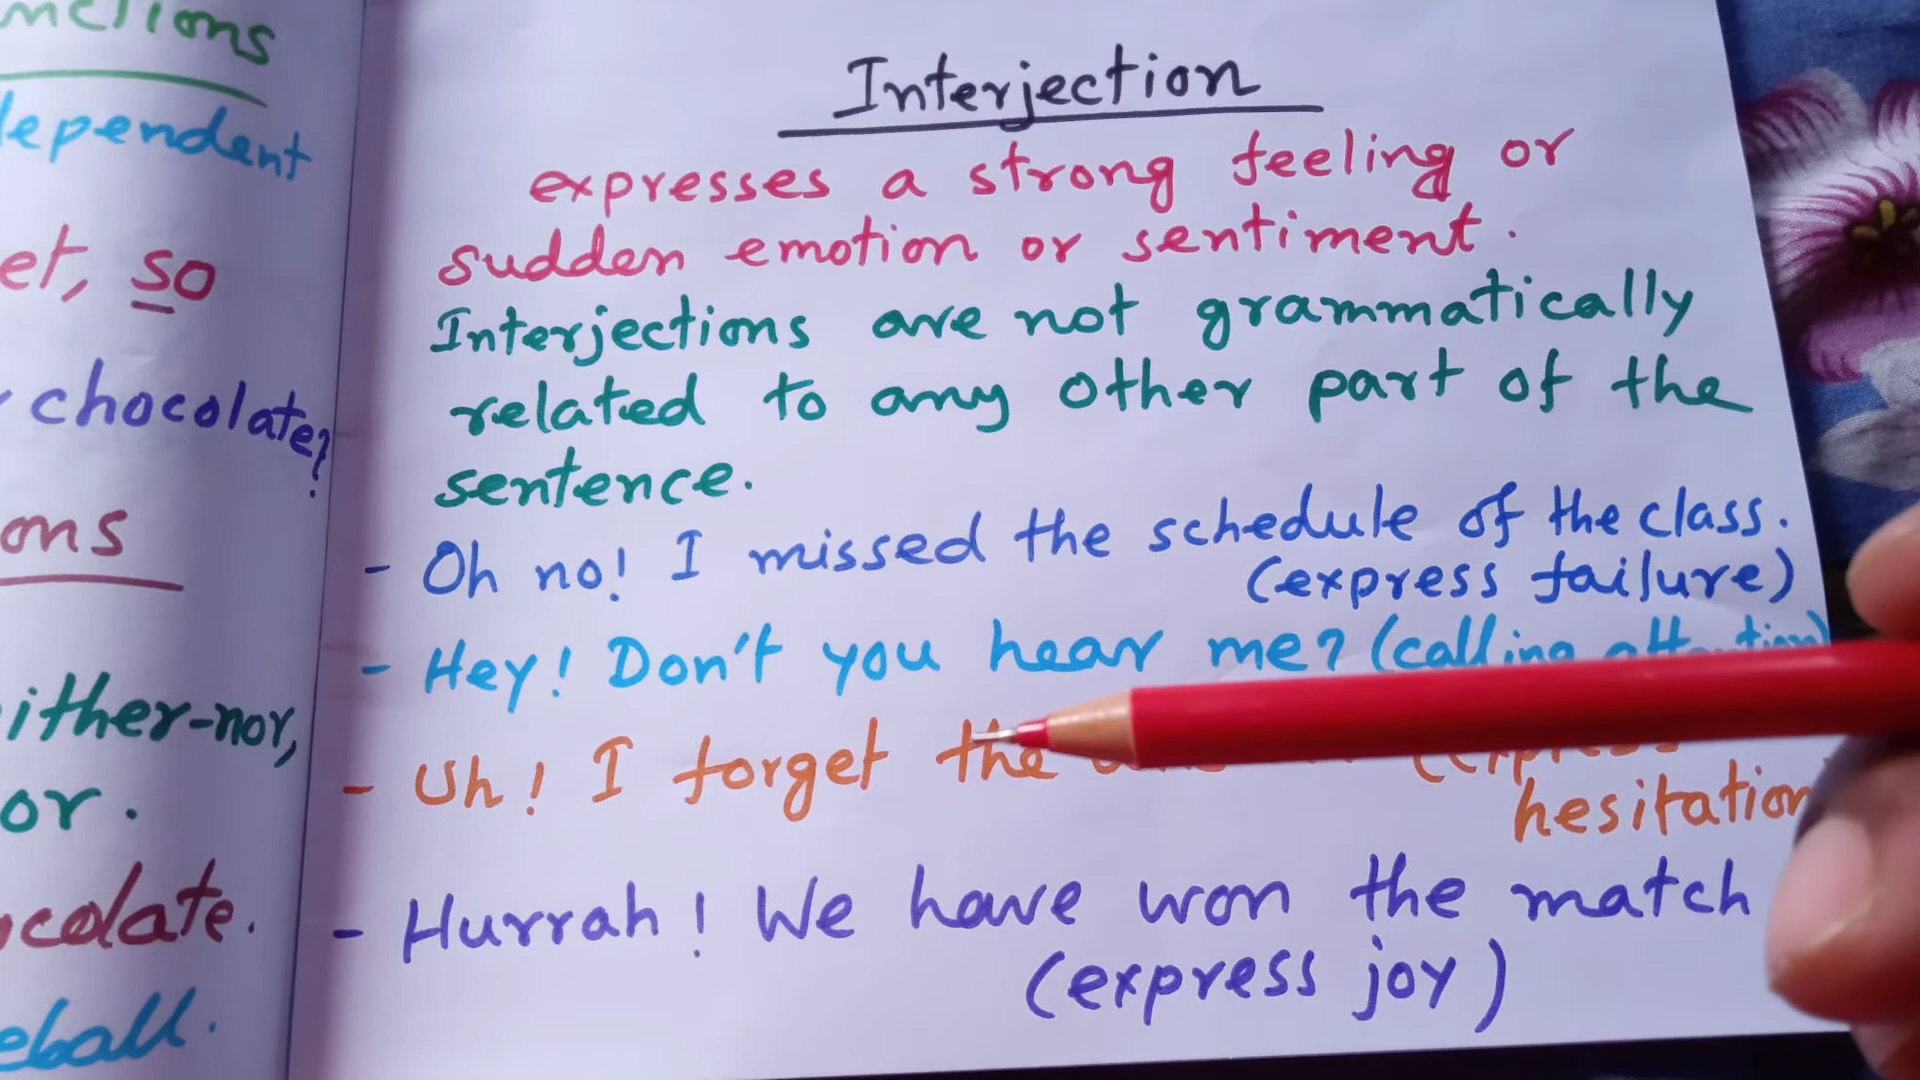 dependent
et, so
chocolate?
ons
ither-nor,
or.
colate.
eball.
Interjection
expresses a strong feeling or
sudden emotion or sentiment.
Interjections are not grammatically
related to any other part of the
sentence.
- Oh no! I missed the schedule of the class.
(express failure)
- Hey! Don't you hear me? (calling attention)
- Uh! I forget the (express
hesitation
- Hurrah! We have won the match
(express joy)